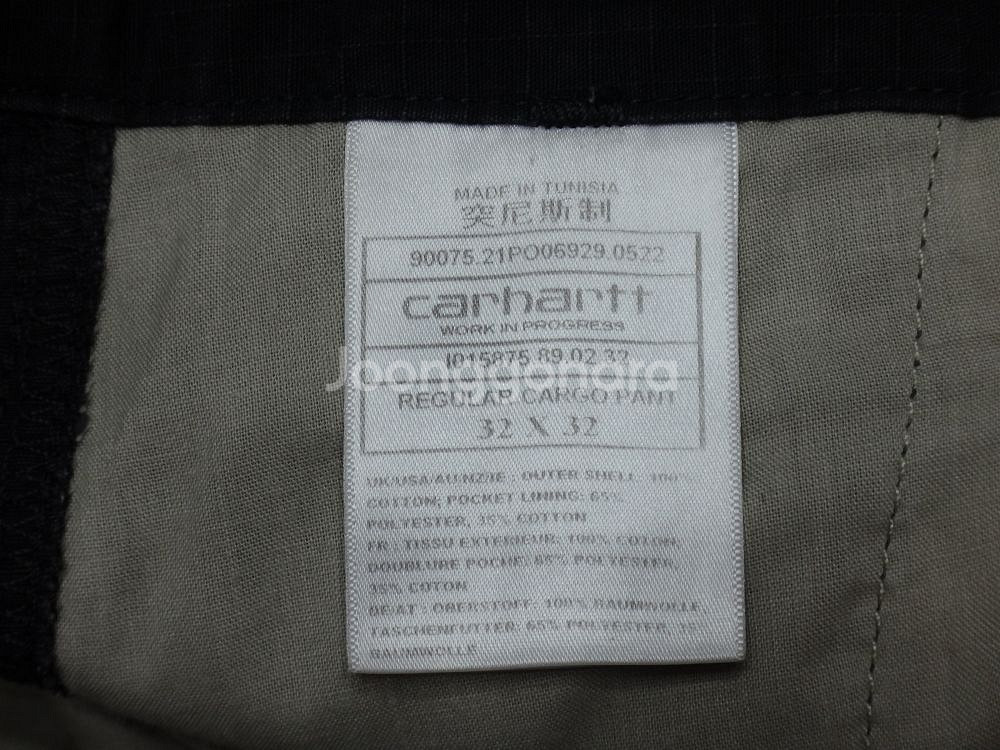 MADE IN TUNISIA
突尼斯制
90075.21PO06929.0522
carhartt
WORK IN PROGRESS
I015875.89.02.32
Joonggonara
REGULAR CARGO PANT
32 X 32
UK/USA/AU/NZ/IE : OUTER SHELL: 100%
COTTON; POCKET LINING: 65%
POLYESTER, 35% COTTON
FR : TISSU EXTERIEUR: 100% COTON;
DOUBLURE POCHE: 65% POLYESTER,
35% COTON
DE/AT : OBERSTOFF: 100% BAUMWOLLE,
TASCHENFUTTER: 65% POLYESTER,
BAUMWOLLE